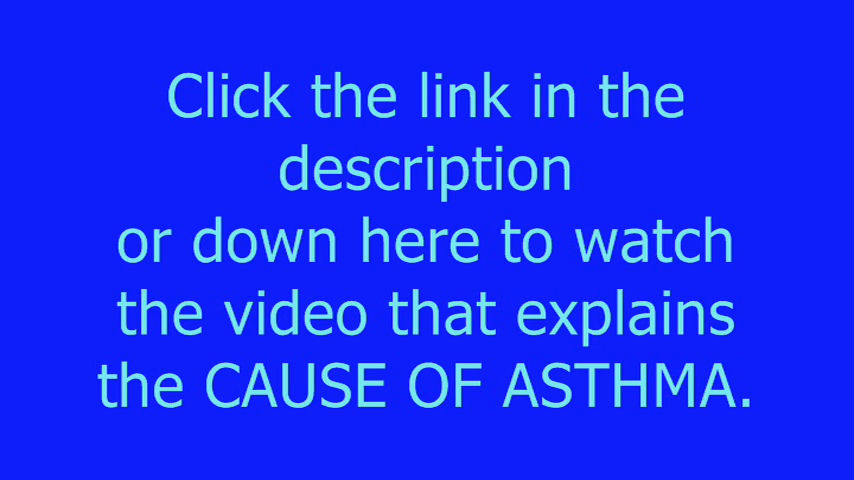 Click the link in the
description
or down here to watch
the video that explains
the CAUSE OF ASTHMA.